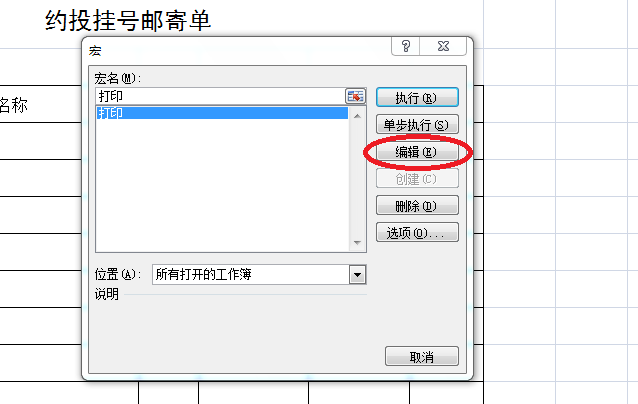 约投挂号邮寄单
宏
宏名(M):
打印
执行(R)
名称
打印
单步执行(S)
编辑(E)
创建(C)
删除(D)
选项(O)...
位置(A): 所有打开的工作簿
说明
取消